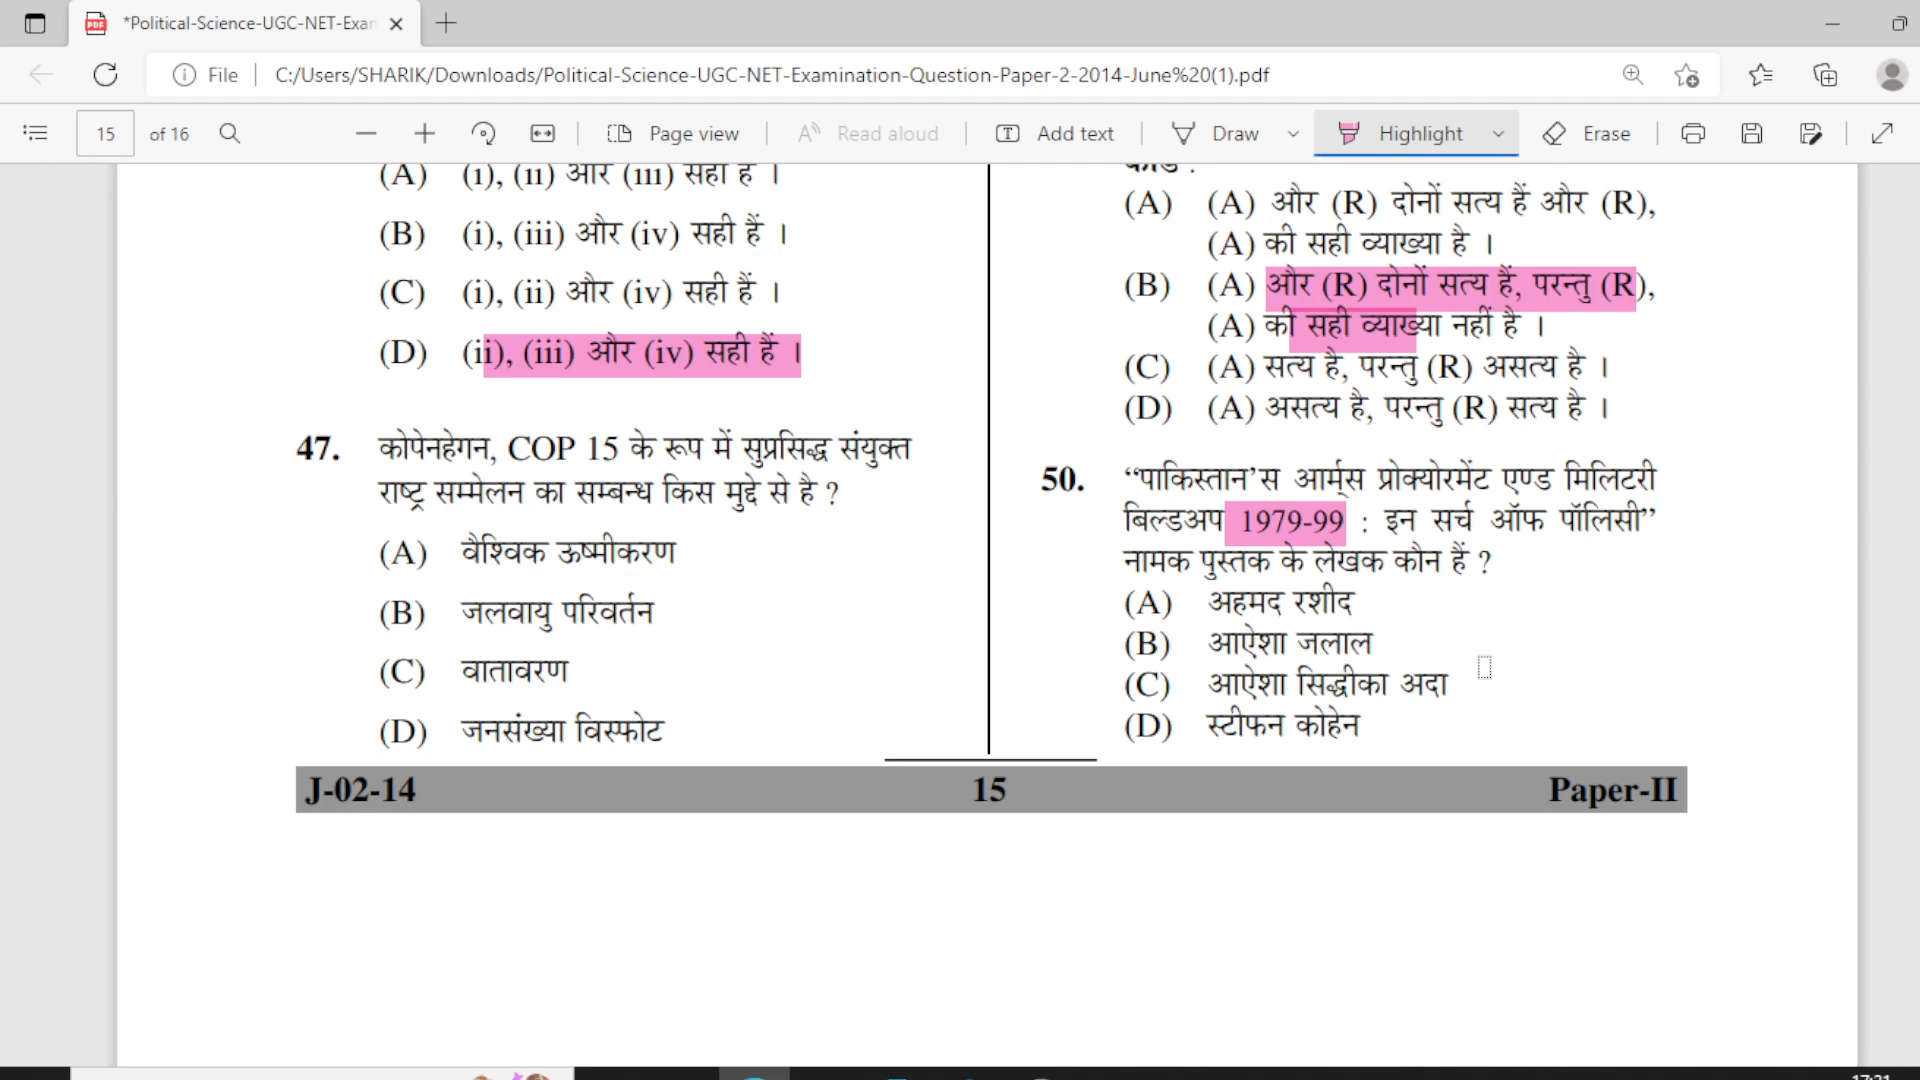 *Political-Science-UGC-NET-Exan
File
C:/Users/SHARIK/Downloads/Political-Science-UGC-NET-Examination-Question-Paper-2-2014-June%20(1).pdf
15 of 16
Page view
Read aloud
Add text
Draw
Highlight
Erase
(A) (i), (ii) और (iii) सही हैं ।
(B) (i), (iii) और (iv) सही हैं ।
(C) (i), (ii) और (iv) सही हैं ।
(D) (ii), (iii) और (iv) सही हैं ।
47. कोपेनहेगन, COP 15 के रूप में सुप्रसिद्ध संयुक्त
राष्ट्र सम्मेलन का सम्बन्ध किस मुद्दे से है ?
(A) वैश्विक ऊष्मीकरण
(B) जलवायु परिवर्तन
(C) वातावरण
(D) जनसंख्या विस्फोट
(A) (A) और (R) दोनों सत्य हैं और (R),
(A) की सही व्याख्या है ।
(B) (A) और (R) दोनों सत्य हैं, परन्तु (R),
(A) की सही व्याख्या नहीं है ।
(C) (A) सत्य है, परन्तु (R) असत्य है ।
(D) (A) असत्य है, परन्तु (R) सत्य है ।
50. “पाकिस्तान’स आर्म्स प्रोक्योरमेंट एण्ड मिलिटरी
बिल्डअप 1979-99 : इन सर्च ऑफ पॉलिसी”
नामक पुस्तक के लेखक कौन हैं ?
(A) अहमद रशीद
(B) आऐशा जलाल
(C) आऐशा सिद्धीका अदा
(D) स्टीफन कोहेन
J-02-14 15 Paper-II